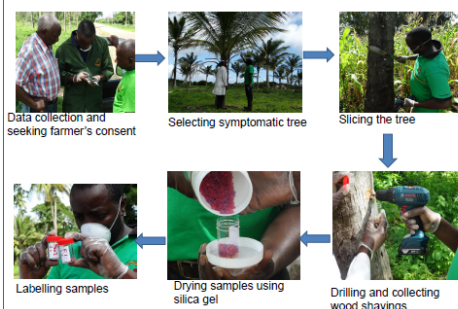 Data collection and
seeking farmer's consent
Selecting symptomatic tree
Slicing the tree
Labelling samples
Drying samples using
silica gel
Drilling and collecting
wood shavings